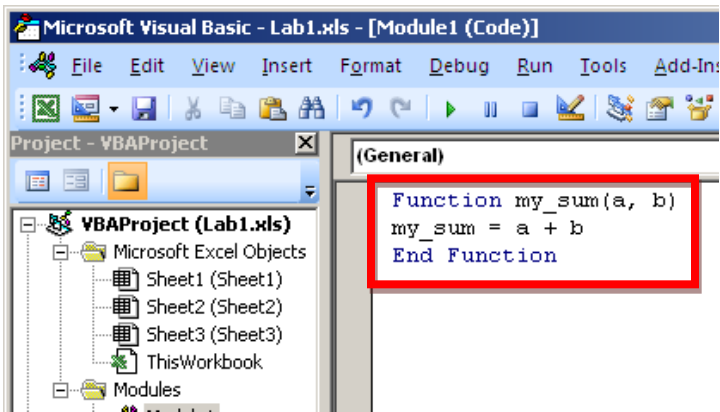 Microsoft Visual Basic - Lab1.xls - [Module1 (Code)]
File Edit View Insert Format Debug Run Tools Add-Ins
Project - VBAProject
(General)
Function my_sum(a, b)
my_sum = a + b
End Function
VBAProject (Lab1.xls)
Microsoft Excel Objects
Sheet1 (Sheet1)
Sheet2 (Sheet2)
Sheet3 (Sheet3)
ThisWorkbook
Modules